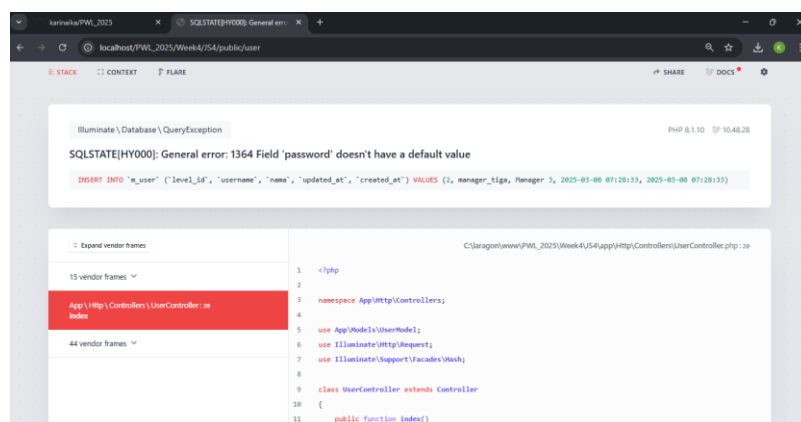 karinaika/PWL_2025
SQLSTATE[HY000]: General erro
localhost/PWL_2025/Week4/JS4/public/user
STACK CONTEXT FLARE SHARE DOCS
Illuminate \ Database \ QueryException PHP 8.1.10 10.48.28
SQLSTATE[HY000]: General error: 1364 Field 'password' doesn't have a default value
INSERT INTO `m_user` (`level_id`, `username`, `nama`, `updated_at`, `created_at`) VALUES (2, manager_tiga, Manager 3, 2025-03-08 07:28:33, 2025-03-08 07:28:33)
Expand vendor frames
15 vendor frames
App \ Http \ Controllers \ UserController : 20
index
44 vendor frames
C:\laragon\www\PWL_2025\Week4\JS4\app\Http\Controllers\UserController.php : 20
1 <?php
2
3 namespace App\Http\Controllers;
4
5 use App\Models\UserModel;
6 use Illuminate\Http\Request;
7 use Illuminate\Support\Facades\Hash;
8
9 class UserController extends Controller
10 {
11 public function index()